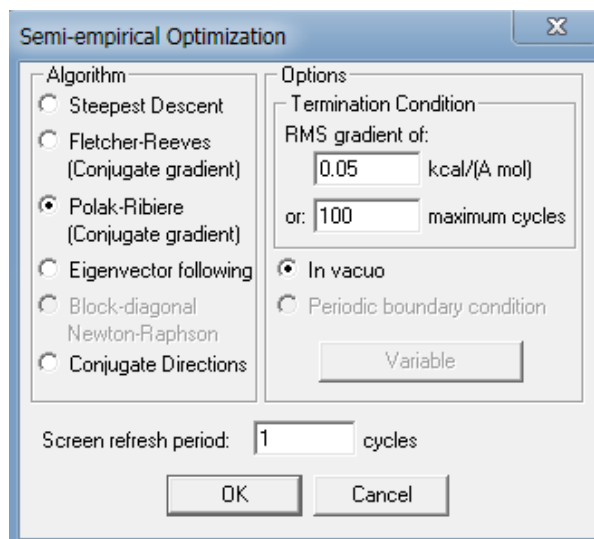 Semi-empirical Optimization
Algorithm
Steepest Descent
Fletcher-Reeves
(Conjugate gradient)
Polak-Ribiere
(Conjugate gradient)
Eigenvector following
Block-diagonal
Newton-Raphson
Conjugate Directions
Options
Termination Condition
RMS gradient of:
0.05 kcal/(A mol)
or: 100 maximum cycles
In vacuo
Periodic boundary condition
Variable
Screen refresh period: 1 cycles
OK Cancel